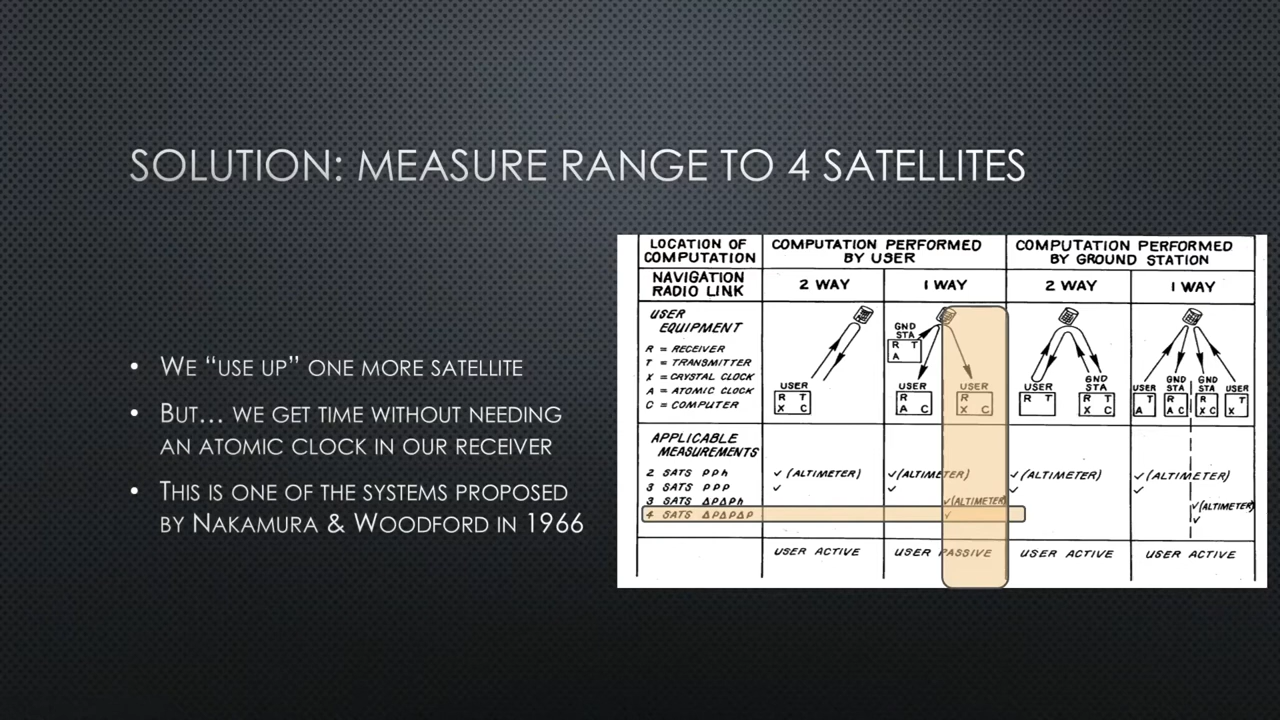 SOLUTION: MEASURE RANGE TO 4 SATELLITES
• WE “USE UP” ONE MORE SATELLITE
• BUT... WE GET TIME WITHOUT NEEDING
AN ATOMIC CLOCK IN OUR RECEIVER
• THIS IS ONE OF THE SYSTEMS PROPOSED
BY NAKAMURA & WOODFORD IN 1966
LOCATION OF COMPUTATION
COMPUTATION PERFORMED BY USER
COMPUTATION PERFORMED BY GROUND STATION
NAVIGATION RADIO LINK
2 WAY
1 WAY
2 WAY
1 WAY
USER EQUIPMENT
R = RECEIVER
T = TRANSMITTER
X = CRYSTAL CLOCK
A = ATOMIC CLOCK
C = COMPUTER
USER
R T
X C
GND STA
R T
A
USER
R
A C
USER
R
X C
USER
R T
GND STA
R T
X C
USER
T
A
GND STA
R
A C
GND STA
R
X C
USER
T
X
APPLICABLE MEASUREMENTS
2 SATS ρρh ✓(ALTIMETER) ✓(ALTIMETER) ✓(ALTIMETER) ✓(ALTIMETER)
3 SATS ρρρ ✓ ✓ ✓ ✓
3 SATS ΔρΔρh ✓(ALTIMETER) ✓(ALTIMETER)
4 SATS ΔρΔρΔρ ✓ ✓
USER ACTIVE
USER PASSIVE
USER ACTIVE
USER ACTIVE